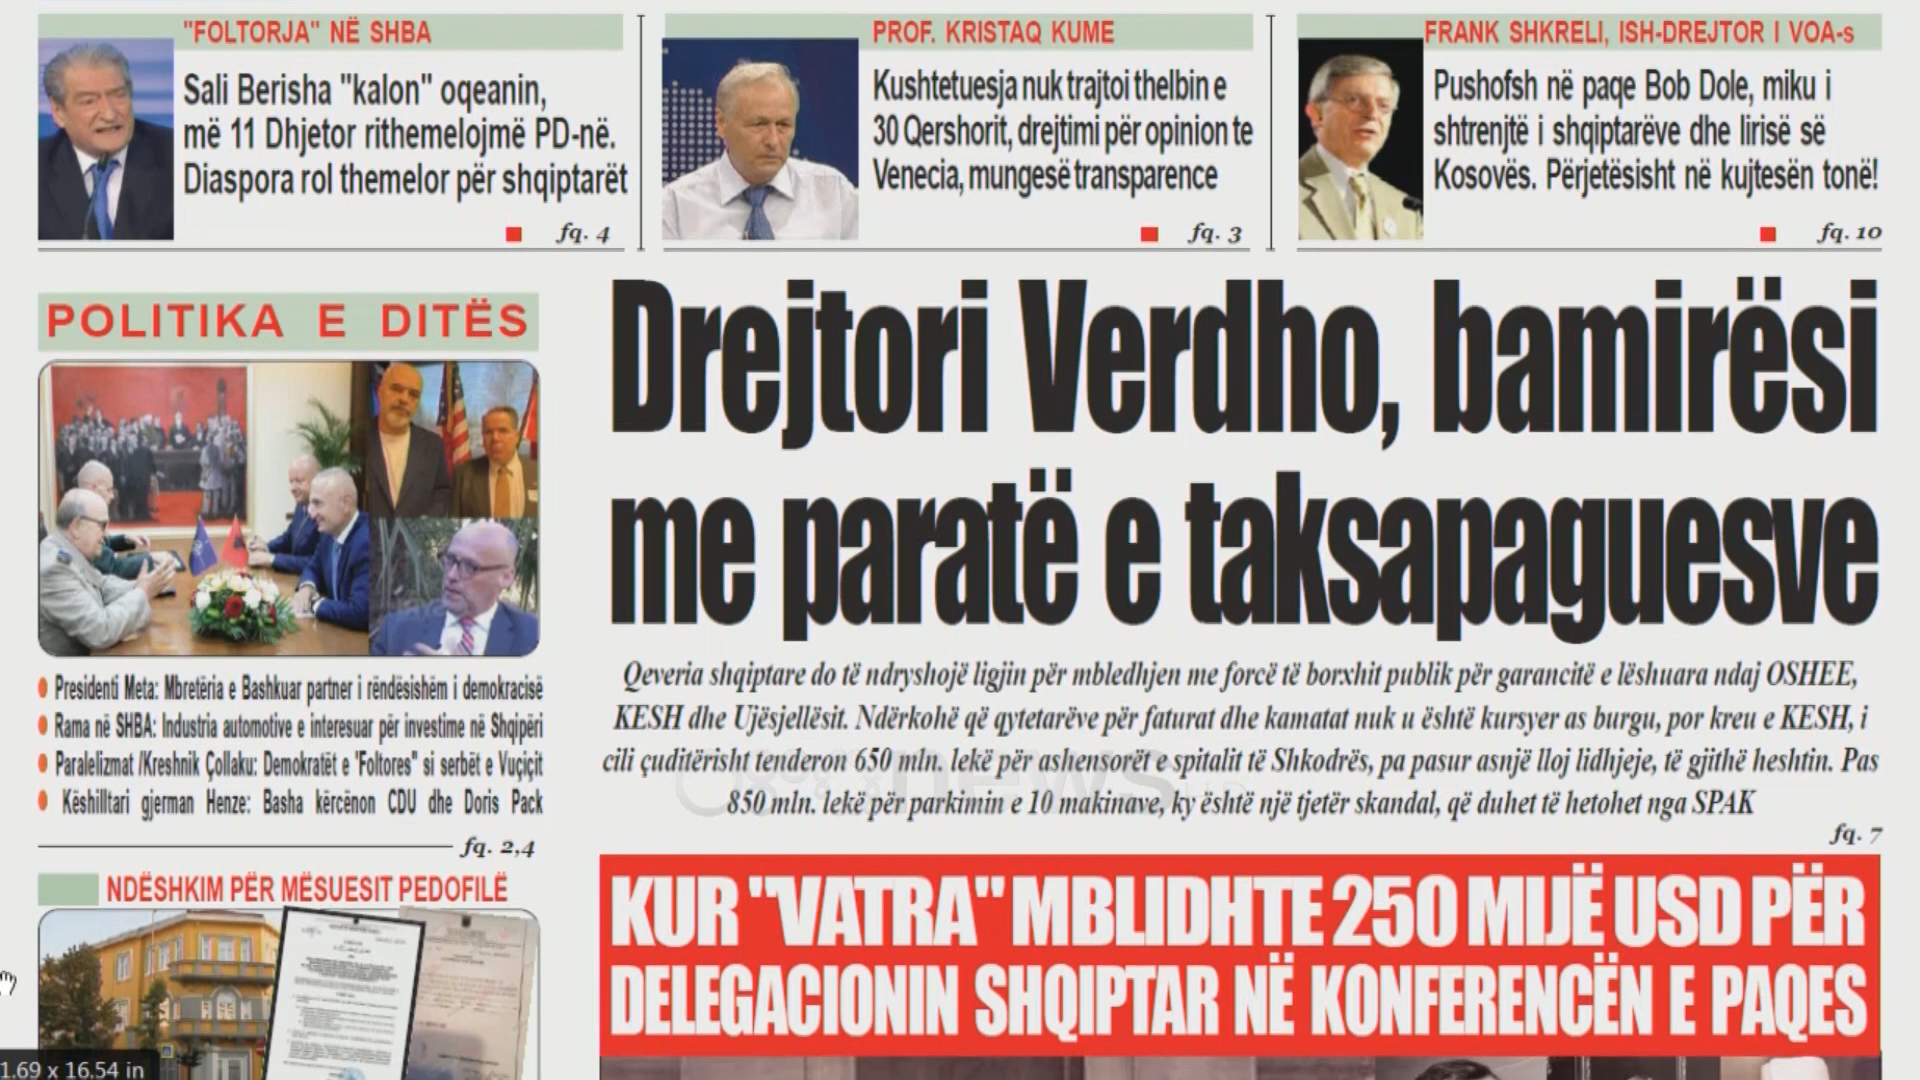 "FOLTORJA" NË SHBA
Sali Berisha "kalon" oqeanin,
më 11 Dhjetor rithemelojmë PD-në.
Diaspora rol themelor për shqiptarët
fq. 4
PROF. KRISTAQ KUME
Kushtetuesja nuk trajtoi thelbin e
30 Qershorit, drejtimi për opinion te
Venecia, mungesë transparence
fq. 3
FRANK SHKRELI, ISH-DREJTOR I VOA-s
Pushofsh në paqe Bob Dole, miku i
shtrenjtë i shqiptarëve dhe lirisë së
Kosovës. Përjetësisht në kujtesën tonë!
fq. 10
POLITIKA E DITËS
Presidenti Meta: Mbretëria e Bashkuar partner i rëndësishëm i demokracisë
Rama në SHBA: Industria automotive e interesuar për investime në Shqipëri
Paralelizmat /Kreshnik Çollaku: Demokratët e "Foltores" si serbët e Vuçiçit
Këshilltari gjerman Henze: Basha kërcënon CDU dhe Doris Pack
fq. 2,4
NDËSHKIM PËR MËSUESIT PEDOFILË
Drejtori Verdho, bamirësi
me paratë e taksapaguesve
Qeveria shqiptare do të ndryshojë ligjin për mbledhjen me forcë të borxhit publik për garancitë e lëshuara ndaj OSHEE,
KESH dhe Ujësjellësit. Ndërkohë që qytetarëve për faturat dhe kamatat nuk u është kursyer as burgu, por kreu e KESH, i
cili çuditërisht tenderon 650 mln. lekë për ashensorët e spitalit të Shkodrës, pa pasur asnjë lloj lidhjeje, të gjithë heshtin. Pas
850 mln. lekë për parkimin e 10 makinave, ky është një tjetër skandal, që duhet të hetohet nga SPAK
fq. 7
news
KUR "VATRA" MBLIDHTE 250 MIJË USD PËR
DELEGACIONIN SHQIPTAR NË KONFERENCËN E PAQES
1.69 x 16.54 in